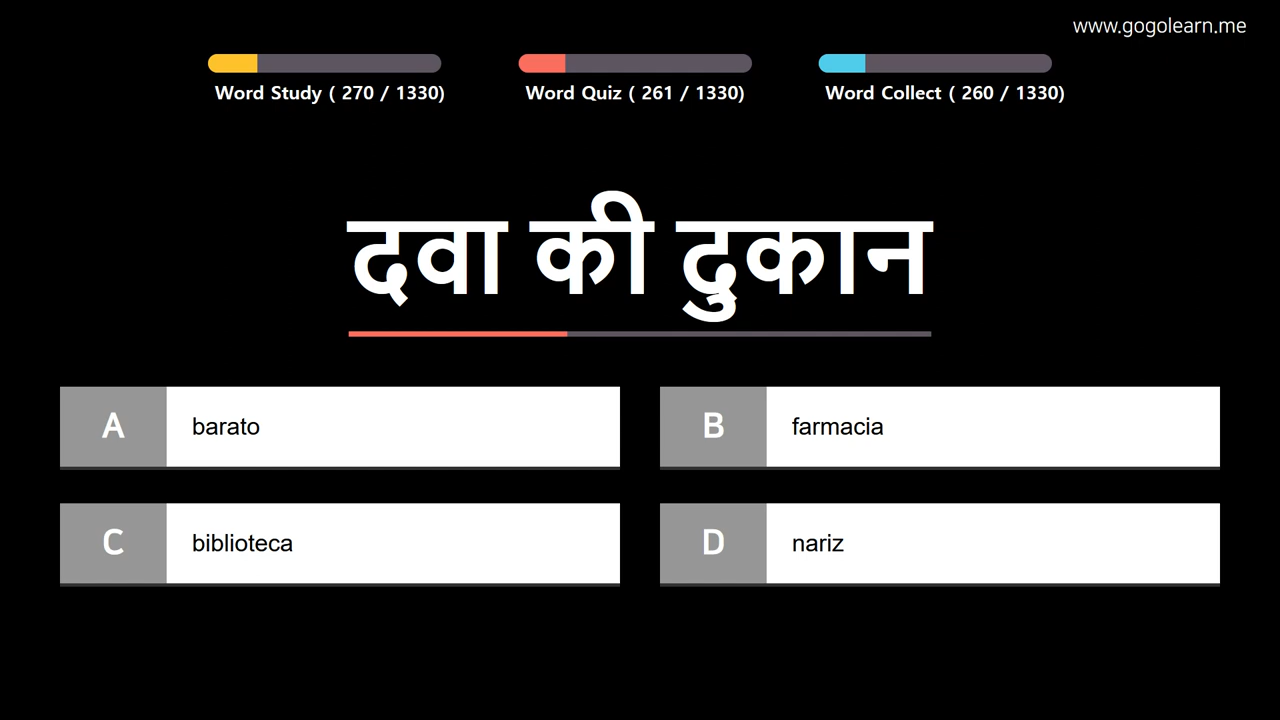 www.gogolearn.me
Word Study ( 270 / 1330)
Word Quiz ( 261 / 1330)
Word Collect ( 260 / 1330)
दवा की दुकान
A barato
B farmacia
C biblioteca
D nariz